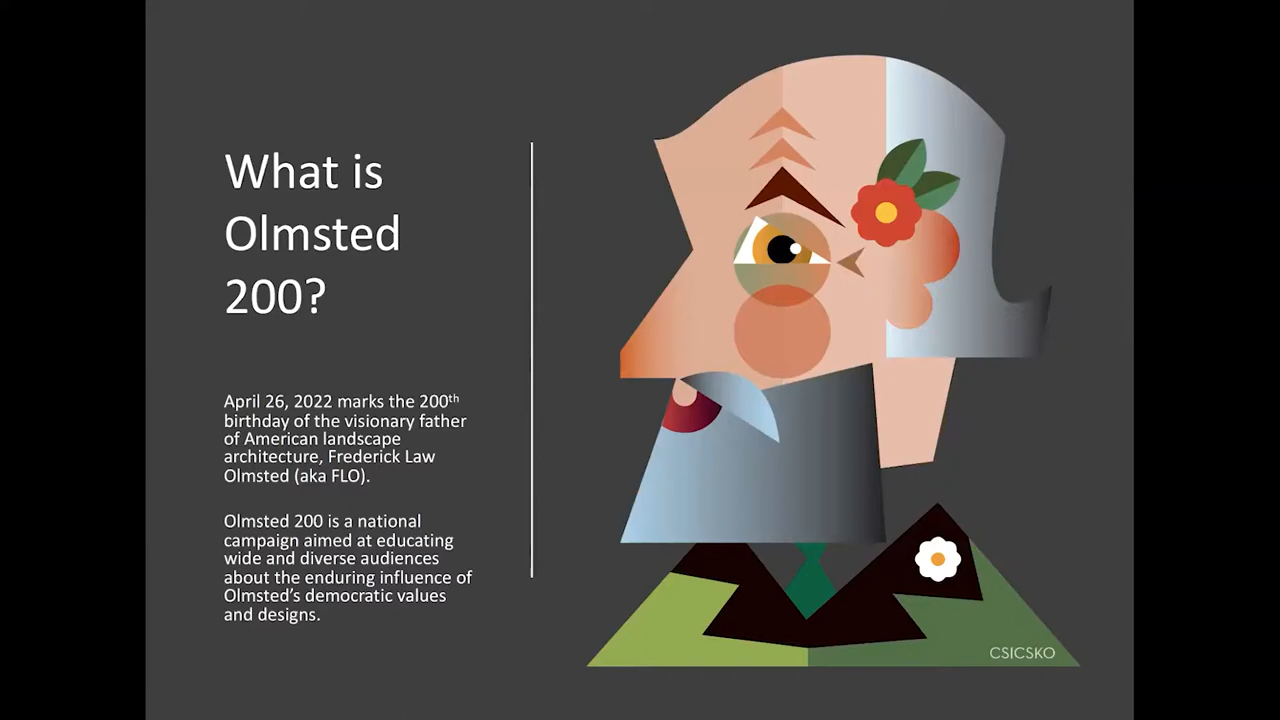 What is
Olmsted
200?
April 26, 2022 marks the 200th
birthday of the visionary father
of American landscape
architecture, Frederick Law
Olmsted (aka FLO).
Olmsted 200 is a national
campaign aimed at educating
wide and diverse audiences
about the enduring influence of
Olmsted’s democratic values
and designs.
CSICSKO